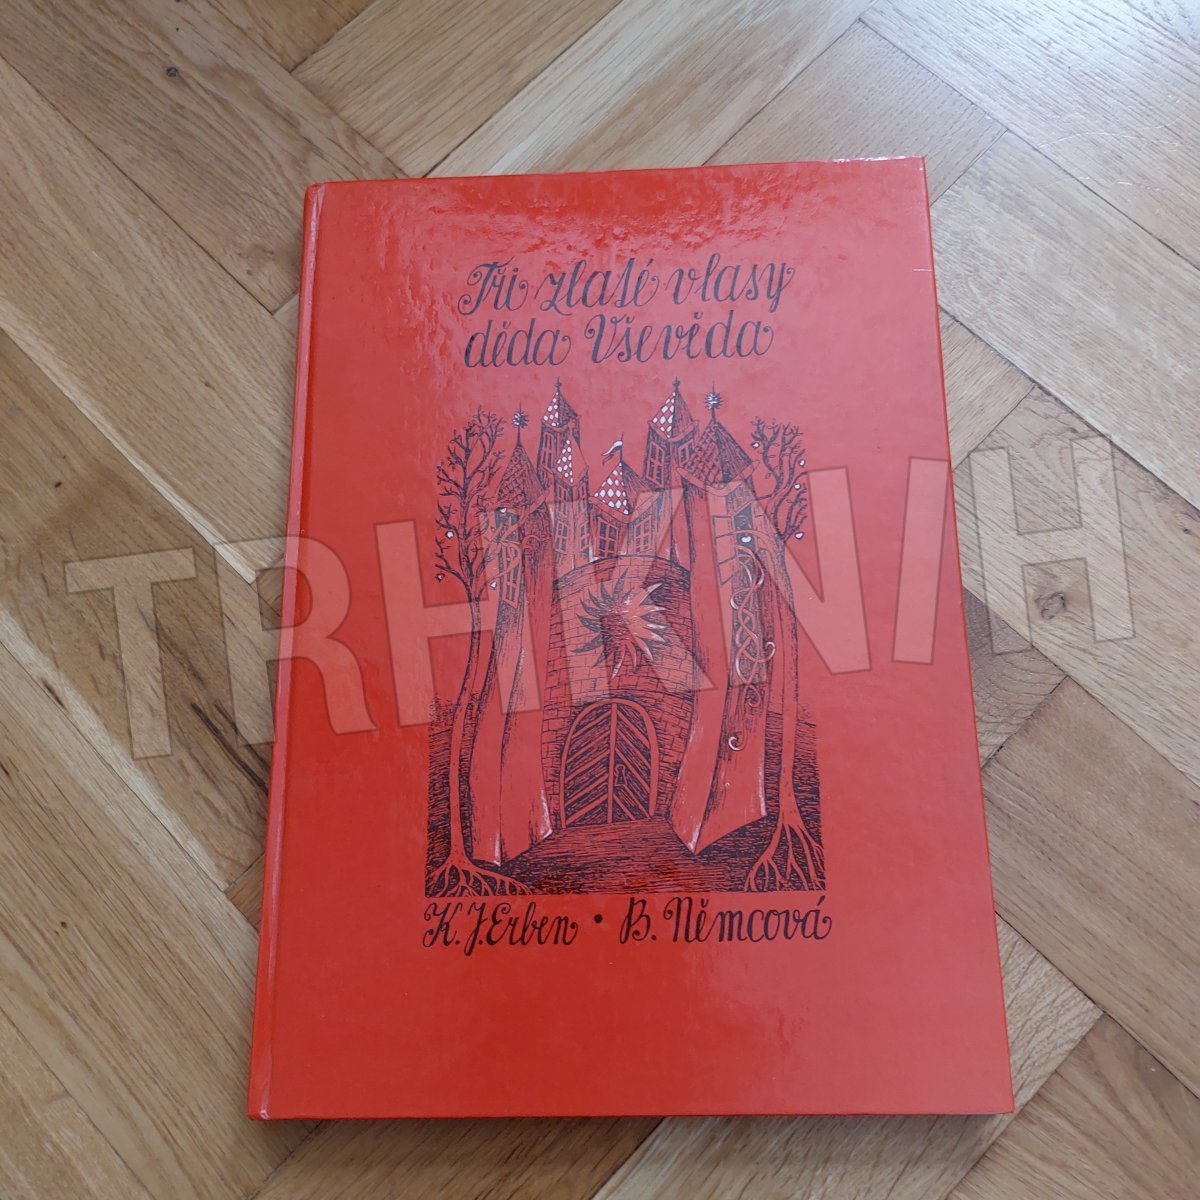 Tři zlaté vlasy
děda Vševěda
TRHKNIH
K. J. Erben • B. Němcová